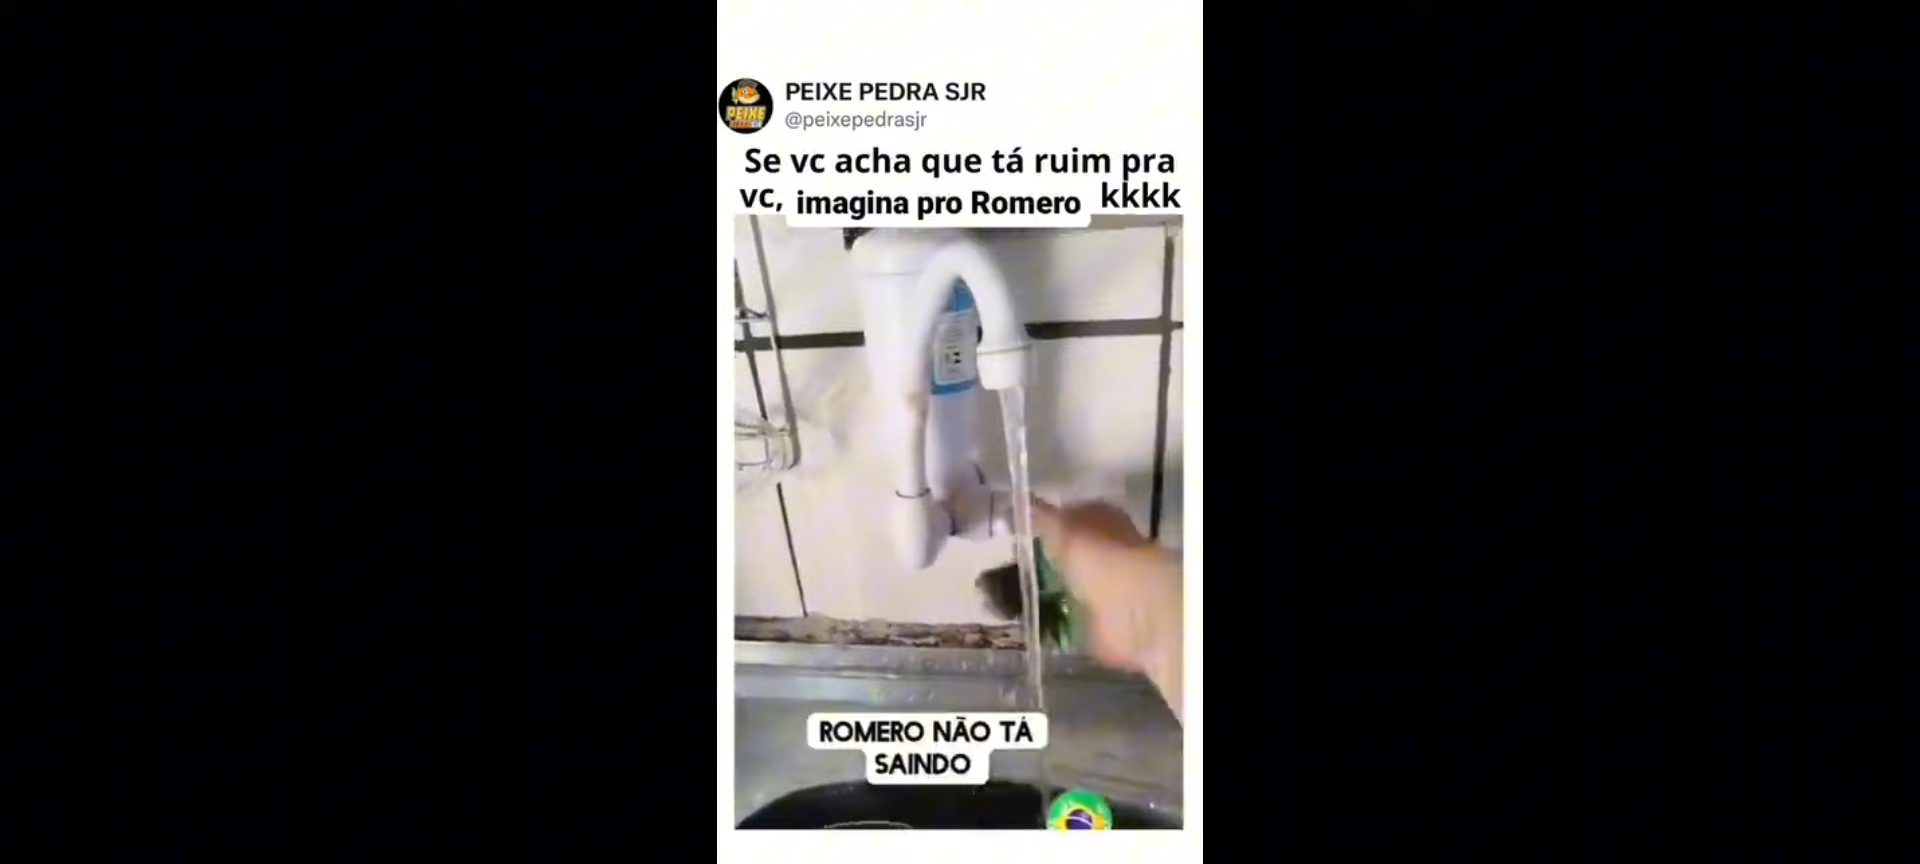 PEIXE PEDRA SJR
@peixepedrasjr
PEIXE
Se vc acha que tá ruim pra
vc, imagina pro Romero kkkk
ROMERO NÃO TÁ
SAINDO